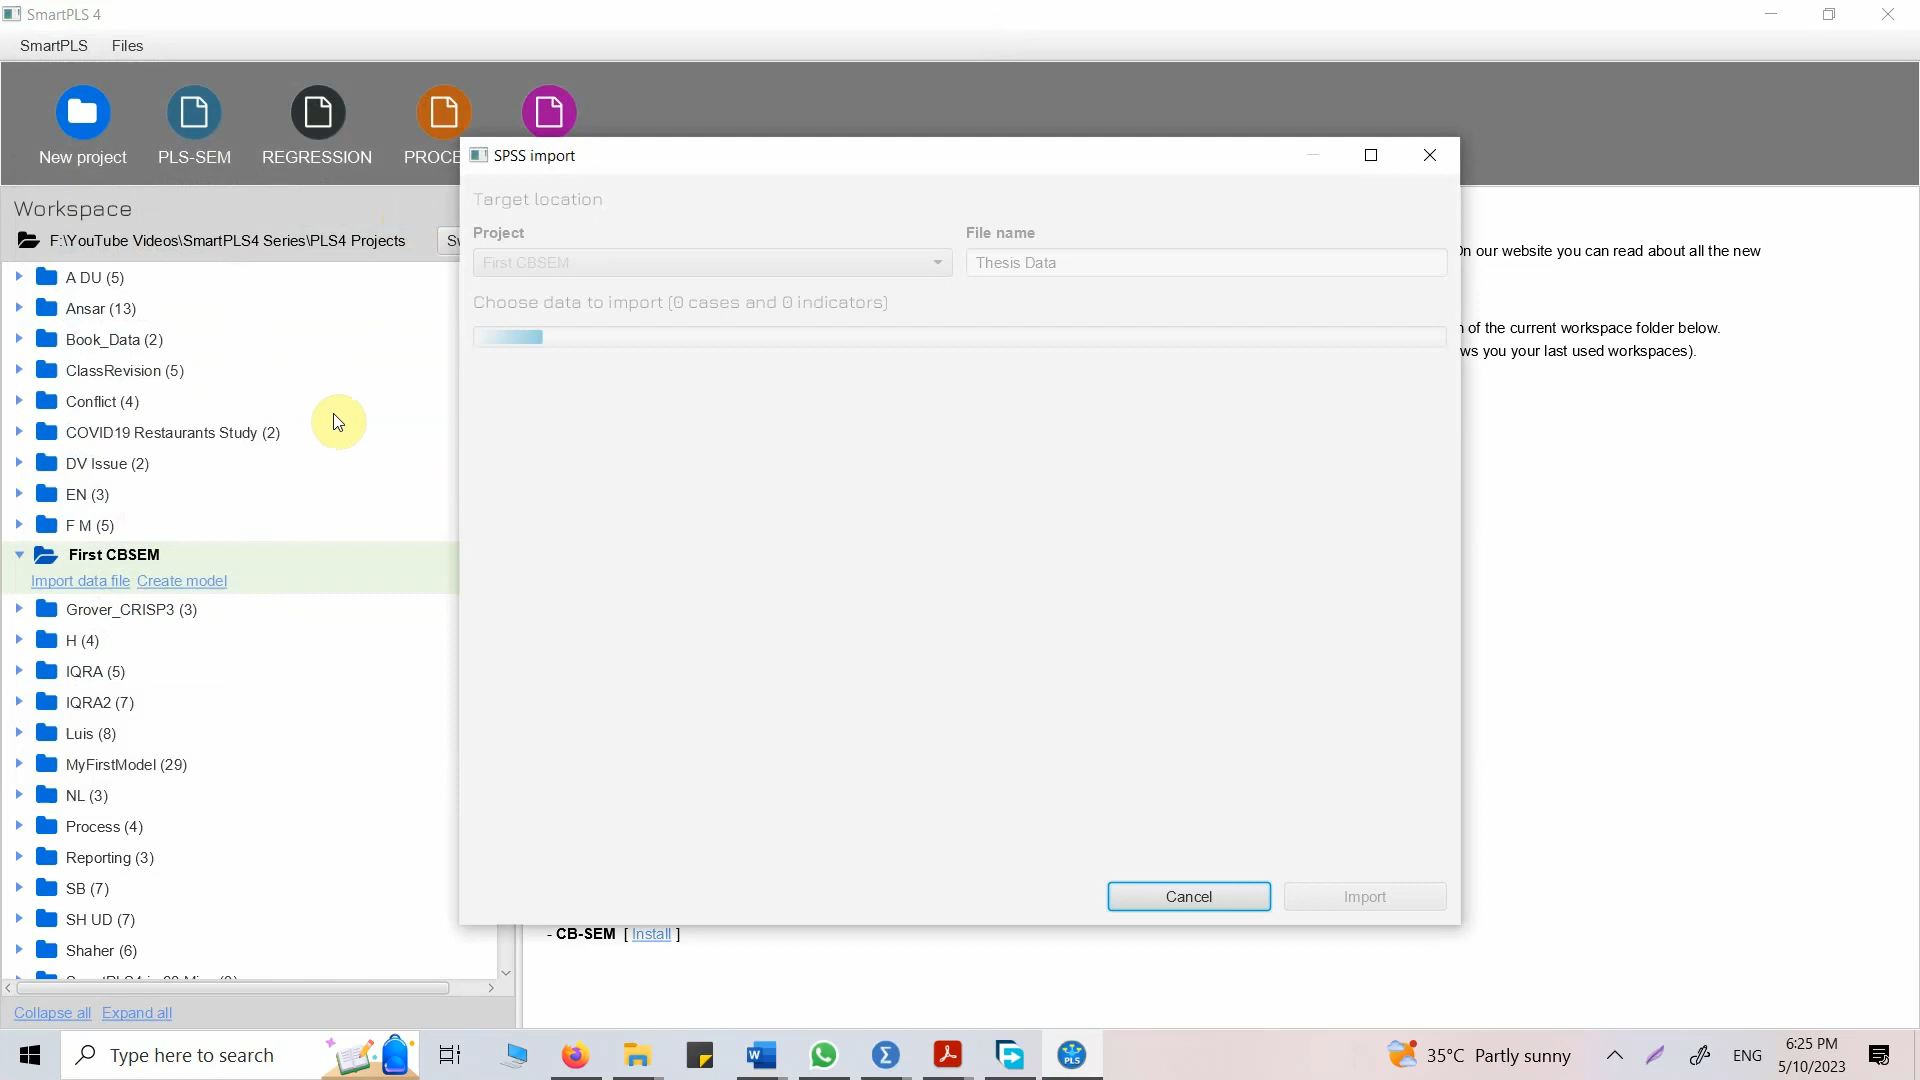 SmartPLS 4
SmartPLS Files
New project
PLS-SEM
REGRESSION
SPSS import
Target location
Project
File name
First CBSEM
Thesis Data
Choose data to import (0 cases and 0 indicators)
Cancel
Import
Workspace
F:\YouTube Videos\SmartPLS4 Series\PLS4 Projects
A DU (5)
Ansar (13)
Book_Data (2)
ClassRevision (5)
Conflict (4)
COVID19 Restaurants Study (2)
DV Issue (2)
EN (3)
F M (5)
First CBSEM
Import data file Create model
Grover_CRISP3 (3)
H (4)
IQRA (5)
IQRA2 (7)
Luis (8)
MyFirstModel (29)
NL (3)
Process (4)
Reporting (3)
SB (7)
SH UD (7)
Shaher (6)
Collapse all Expand all
On our website you can read about all the new
of the current workspace folder below.
you your last used workspaces).
- CB-SEM [ Install ]
Type here to search
35°C Partly sunny
ENG
6:25 PM
5/10/2023